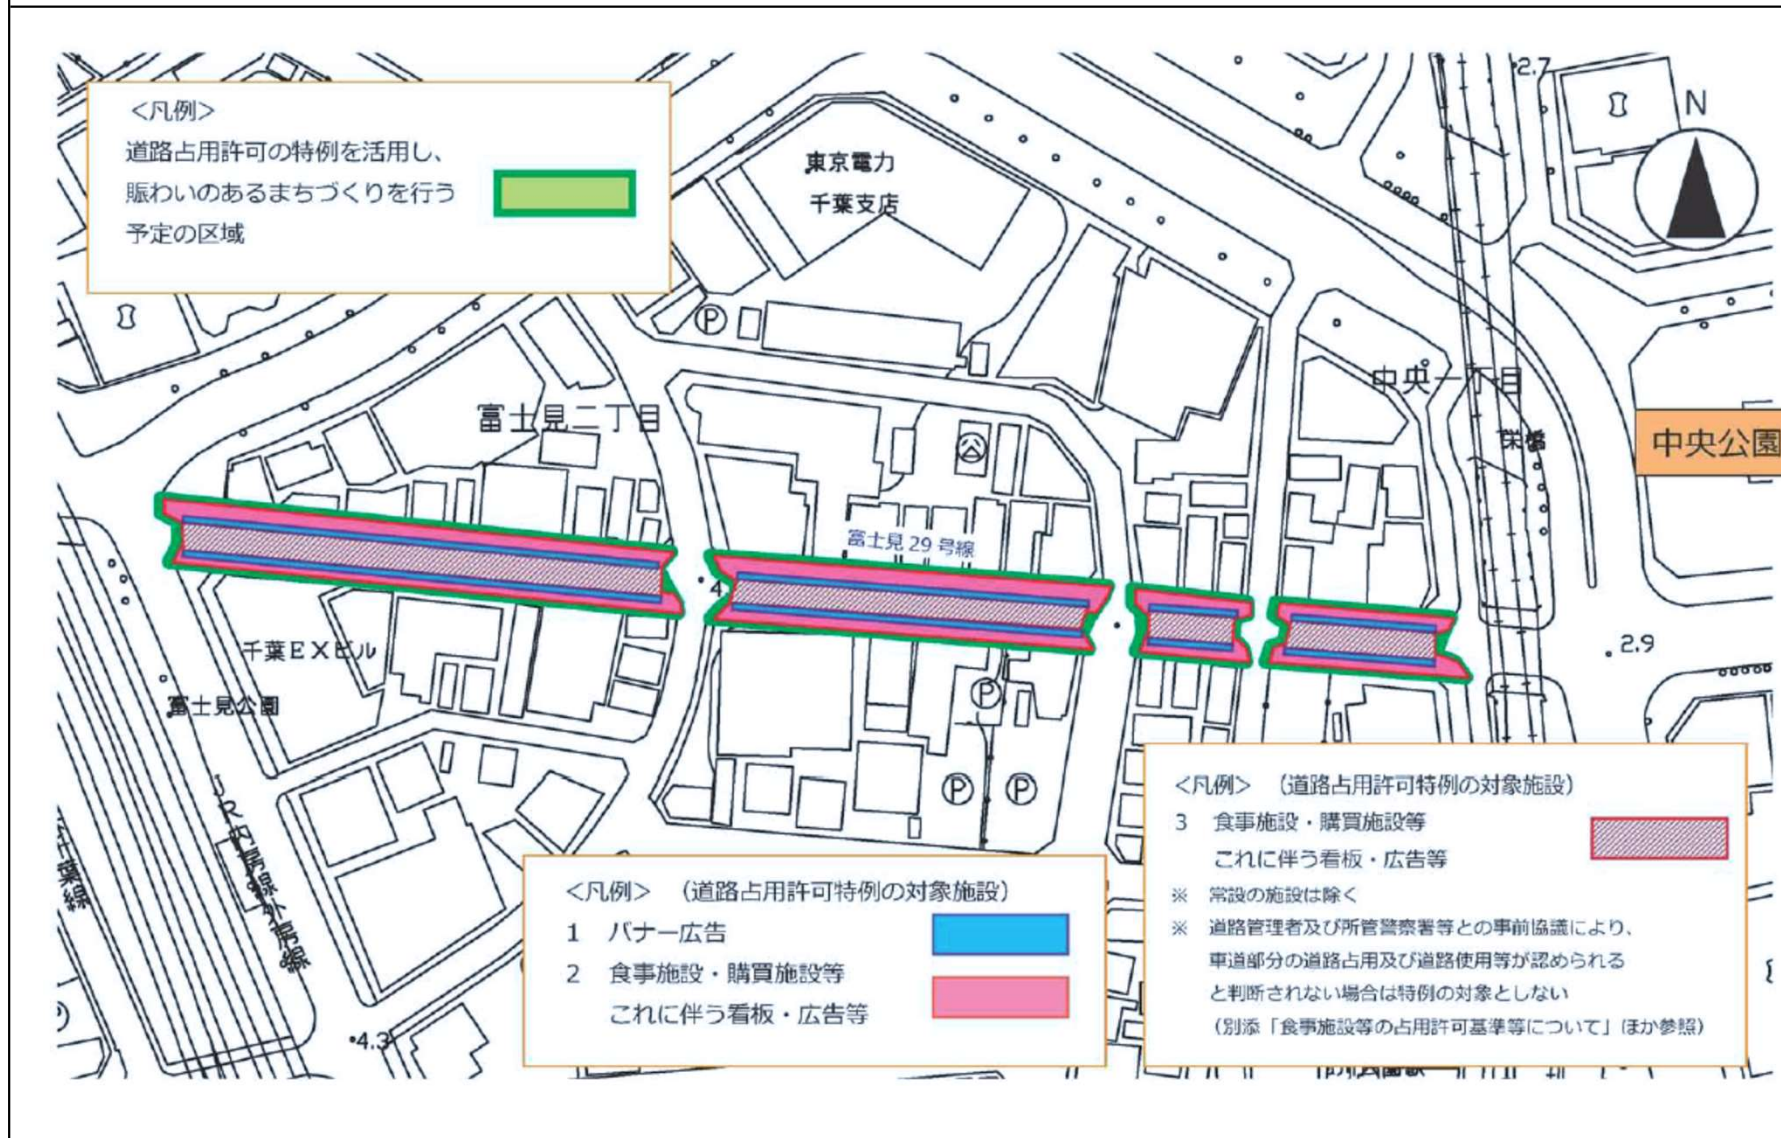 <凡例>
道路占用許可の特例を活用し、
賑わいのあるまちづくりを行う
予定の区域
2.7
N
東京電力
千葉支店
P
中央一丁目
富士見二丁目
栄橋
中央公園
富士見29号線
4
2.9
千葉EXビル
富士見公園
P
P
P
4.3
<凡例> (道路占用許可特例の対象施設)
1 バナー広告
2 食事施設・購買施設等
これに伴う看板・広告等
<凡例> (道路占用許可特例の対象施設)
3 食事施設・購買施設等
これに伴う看板・広告等
※ 常設の施設は除く
※ 道路管理者及び所管警察署等との事前協議により、
車道部分の道路占用及び道路使用等が認められる
と判断されない場合は特例の対象としない
(別添「食事施設等の占用許可基準等について」ほか参照)